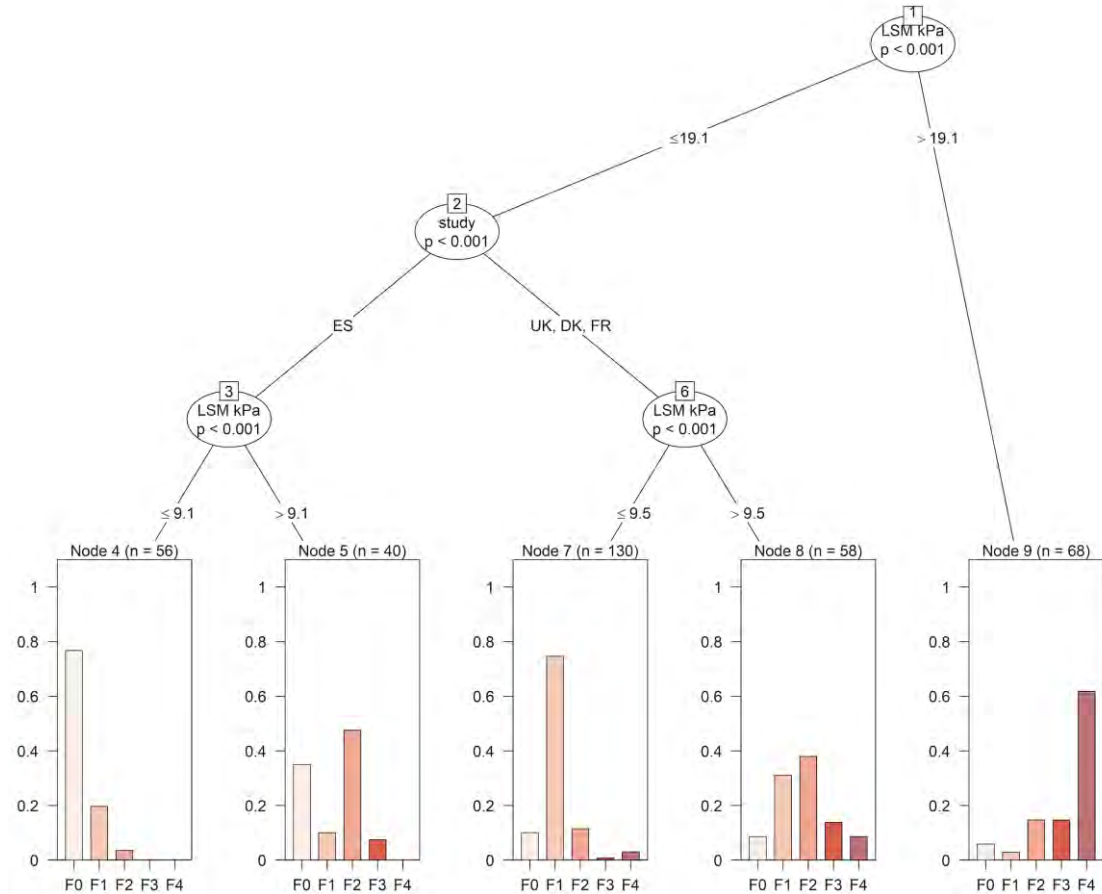 1
LSM kPa
p < 0.001
≤19.1
> 19.1
2
study
p < 0.001
ES
UK, DK, FR
3
LSM kPa
p < 0.001
6
LSM kPa
p < 0.001
≤ 9.1
> 9.1
≤ 9.5
> 9.5
Node 4 (n = 56)
1
0.8
0.6
0.4
0.2
0
F0 F1 F2 F3 F4
Node 5 (n = 40)
1
0.8
0.6
0.4
0.2
0
F0 F1 F2 F3 F4
Node 7 (n = 130)
1
0.8
0.6
0.4
0.2
0
F0 F1 F2 F3 F4
Node 8 (n = 58)
1
0.8
0.6
0.4
0.2
0
F0 F1 F2 F3 F4
Node 9 (n = 68)
1
0.8
0.6
0.4
0.2
0
F0 F1 F2 F3 F4